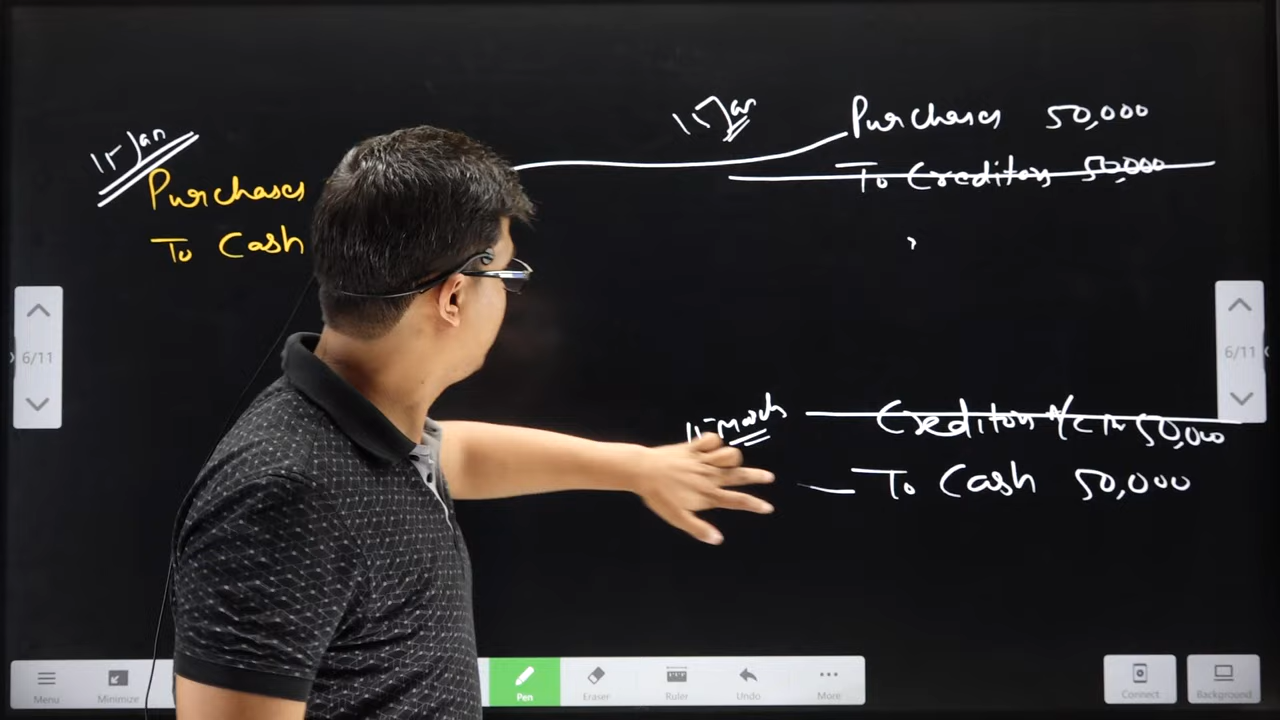 15 Jan
Purchases
To Cash
15 Jan
Purchases 50,000
To Creditors 50,000
15 March
Creditors A/c Dr 50,000
To Cash 50,000
6/11
6/11
Menu
Minimize
Pen
Eraser
Ruler
Undo
More
Connect
Background